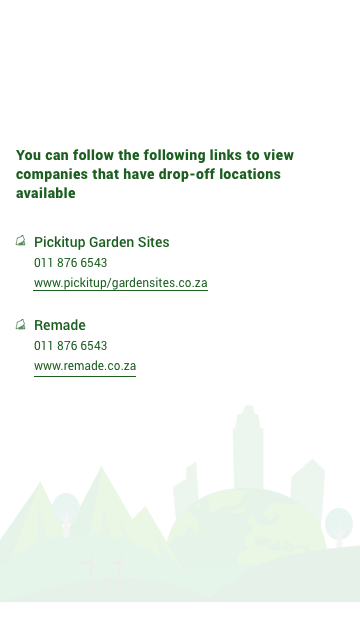 You can follow the following links to view
companies that have drop-off locations
available
Pickitup Garden Sites
011 876 6543
www.pickitup/gardensites.co.za
Remade
011 876 6543
www.remade.co.za